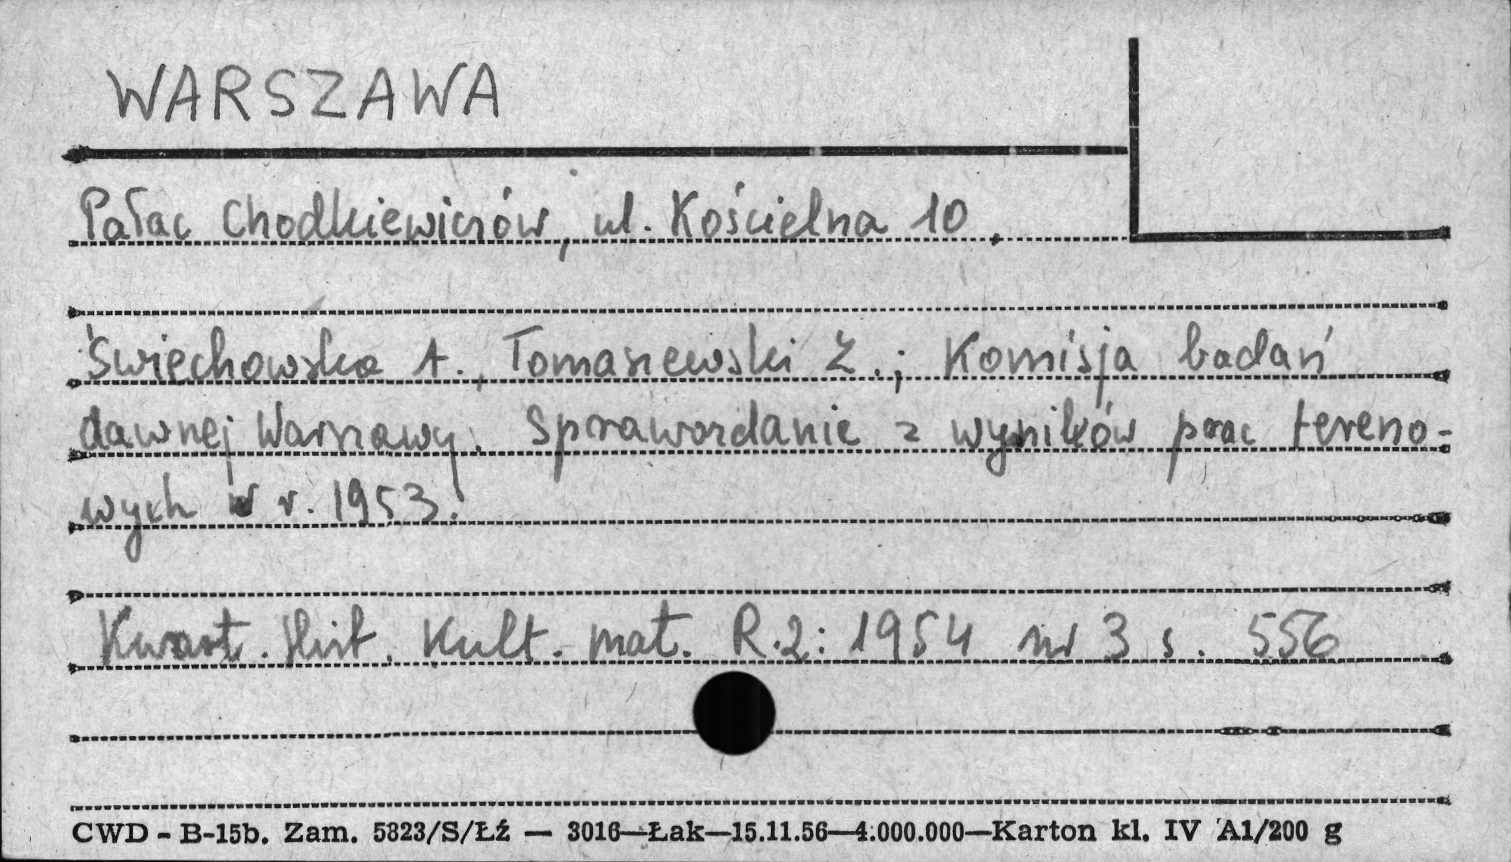 WARSZAWA
Pałac Chodkiewiczów, ul. Kościelna 10.
Święchowska A., Tomaszewski Z.; Komisja badań
dawnej Warszawy. Sprawozdanie z wyników prac tereno-
wych w r. 1953.
Kwart. Hist. Kult. mat. R.2: 1954 nr 3 s. 556
CWD - B-15b. Zam. 5823/S/Łź — 3016—Łak—15.11.56—4.000.000—Karton kl. IV A1/200 g